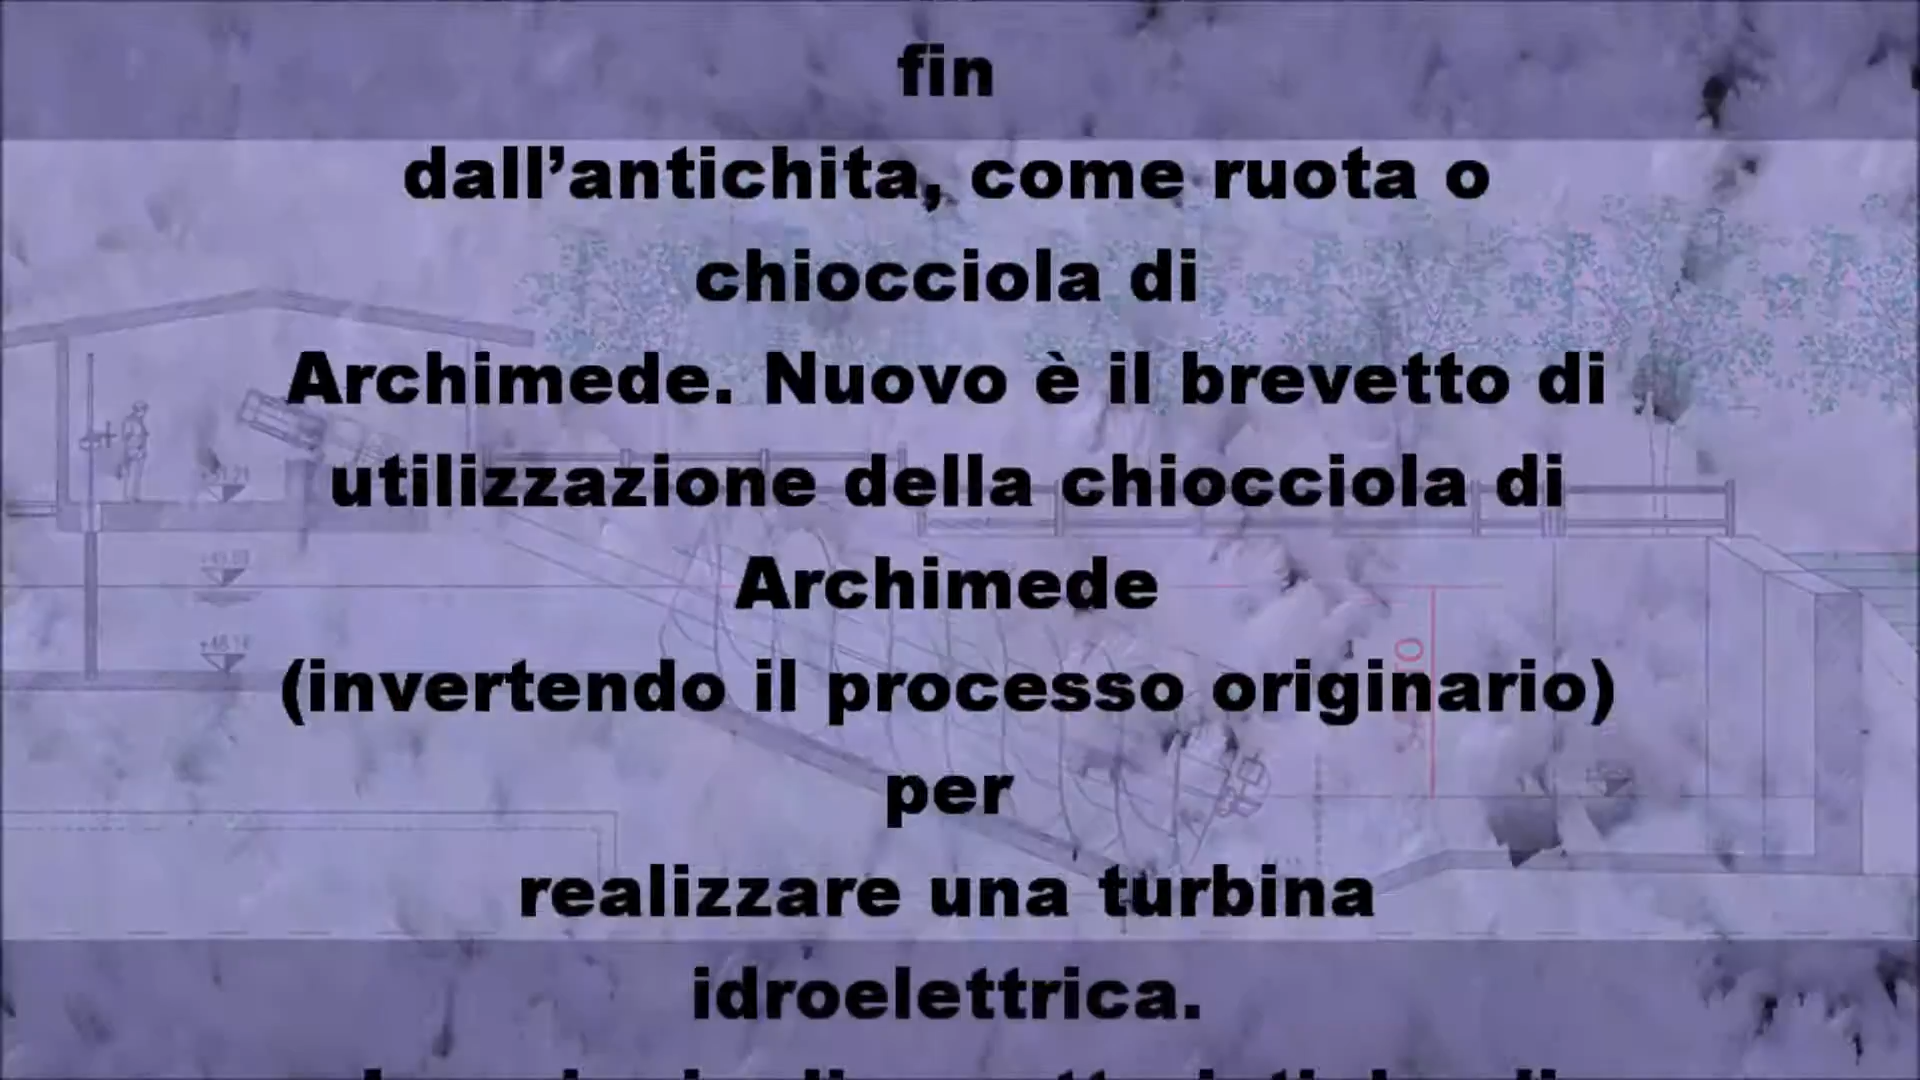 fin
dall’antichita, come ruota o
chiocciola di
Archimede. Nuovo è il brevetto di
utilizzazione della chiocciola di
Archimede
(invertendo il processo originario)
per
realizzare una turbina
idroelettrica.